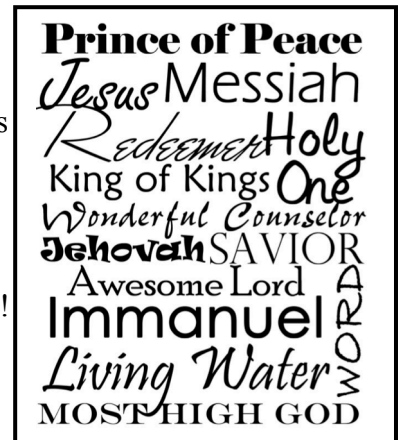 Prince of Peace
Jesus Messiah
s
Redeemer Holy
King of Kings One
Wonderful Counselor
Jehovah SAVIOR
Awesome Lord
!
Immanuel
WORD
Living Water
MOST HIGH GOD